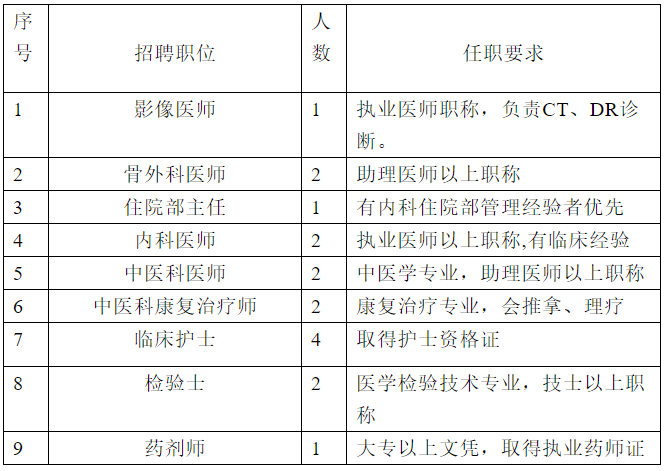 序号 招聘职位 人数 任职要求
1 影像医师 1 执业医师职称，负责CT、DR诊
断。
2 骨外科医师 2 助理医师以上职称
3 住院部主任 1 有内科住院部管理经验者优先
4 内科医师 2 执业医师以上职称,有临床经验
5 中医科医师 2 中医学专业，助理医师以上职称
6 中医科康复治疗师 2 康复治疗专业，会推拿、理疗
7 临床护士 4 取得护士资格证
8 检验士 2 医学检验技术专业，技士以上职
称
9 药剂师 1 大专以上文凭，取得执业药师证